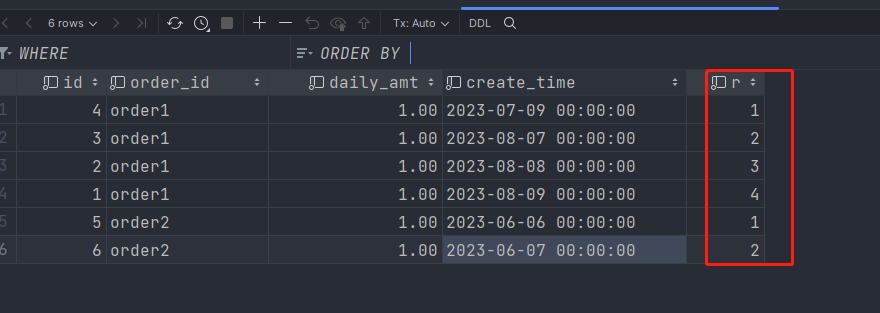 6 rows Tx: Auto DDL
WHERE ORDER BY
id order_id daily_amt create_time r
1 4 order1 1.00 2023-07-09 00:00:00 1
2 3 order1 1.00 2023-08-07 00:00:00 2
3 2 order1 1.00 2023-08-08 00:00:00 3
4 1 order1 1.00 2023-08-09 00:00:00 4
5 5 order2 1.00 2023-06-06 00:00:00 1
6 6 order2 1.00 2023-06-07 00:00:00 2